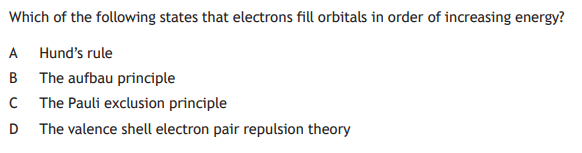 Which of the following states that electrons fill orbitals in order of increasing energy?
A Hund’s rule
B The aufbau principle
C The Pauli exclusion principle
D The valence shell electron pair repulsion theory